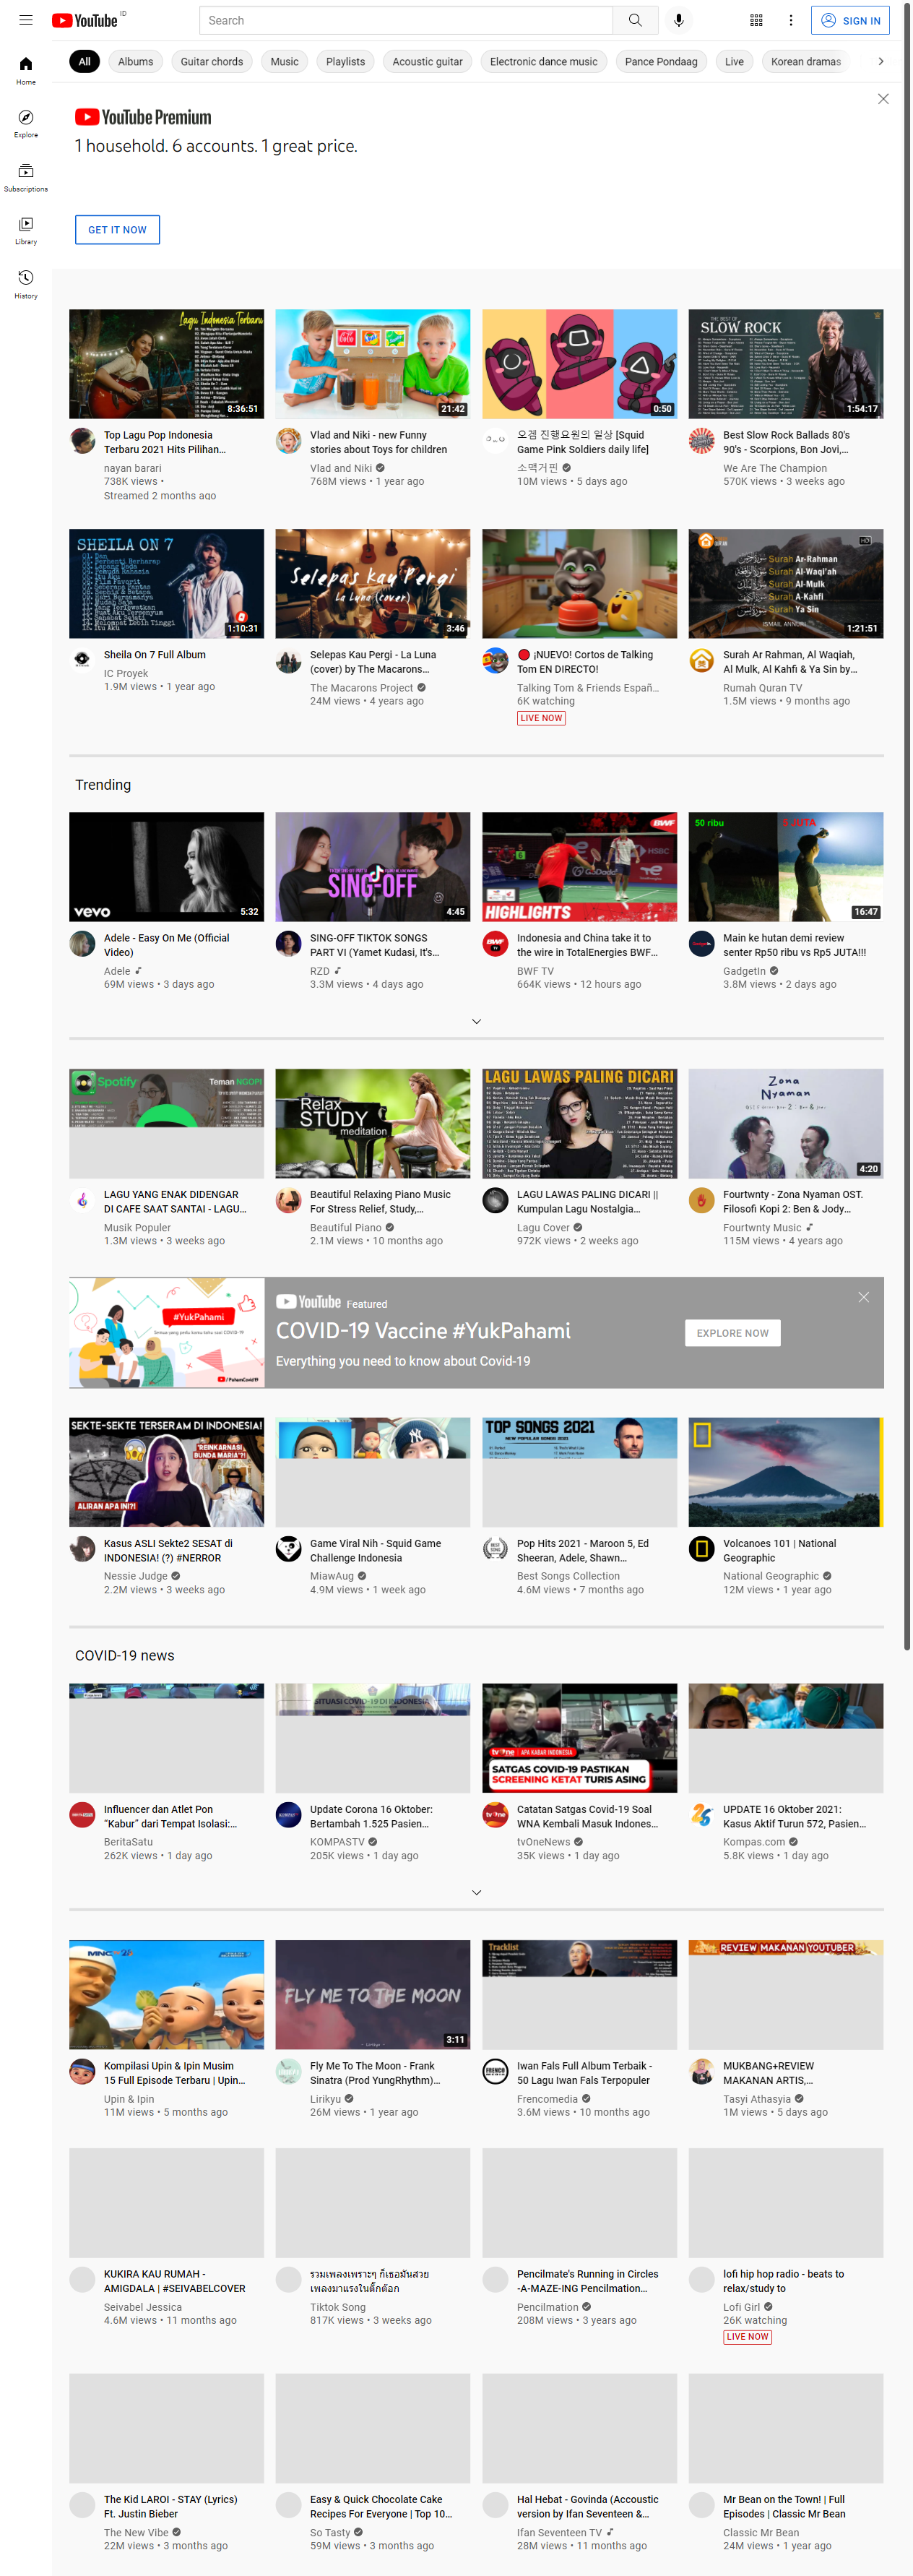 YouTube ID
Search
SIGN IN
Home
Explore
Subscriptions
Library
History
All
Albums
Guitar chords
Music
Playlists
Acoustic guitar
Electronic dance music
Pance Pondaag
Live
Korean dramas
YouTube Premium
1 household. 6 accounts. 1 great price.
GET IT NOW
Lagu Indonesia Terbaru
8:36:51
21:42
0:50
THE BEST OF
SLOW ROCK
1:54:17
Top Lagu Pop Indonesia
Terbaru 2021 Hits Pilihan...
nayan barari
738K views •
Streamed 2 months ago
Vlad and Niki - new Funny
stories about Toys for children
Vlad and Niki
768M views • 1 year ago
오겜 진행요원의 일상 [Squid
Game Pink Soldiers daily life]
소맥거핀
10M views • 5 days ago
Best Slow Rock Ballads 80's
90's - Scorpions, Bon Jovi,...
We Are The Champion
570K views • 3 weeks ago
SHEILA ON 7
1:10:31
Selepas Kau Pergi
La Luna (cover)
3:46
Surah Ar-Rahman
Surah Al-Waqi'ah
Surah Al-Mulk
Surah A-Kahfi
Surah Ya Sin
ISMAIL ANNURI
1:21:51
Sheila On 7 Full Album
IC Proyek
1.9M views • 1 year ago
Selepas Kau Pergi - La Luna
(cover) by The Macarons...
The Macarons Project
24M views • 4 years ago
¡NUEVO! Cortos de Talking
Tom EN DIRECTO!
Talking Tom & Friends Españ...
6K watching
LIVE NOW
Surah Ar Rahman, Al Waqiah,
Al Mulk, Al Kahfi & Ya Sin by...
Rumah Quran TV
1.5M views • 9 months ago
Trending
vevo
5:32
SING-OFF
4:45
BWF
HSBC
HIGHLIGHTS
50 ribu
5 JUTA
16:47
Adele - Easy On Me (Official
Video)
Adele
69M views • 3 days ago
SING-OFF TIKTOK SONGS
PART VI (Yamet Kudasi, It's...
RZD
3.3M views • 4 days ago
Indonesia and China take it to
the wire in TotalEnergies BWF...
BWF TV
664K views • 12 hours ago
Main ke hutan demi review
senter Rp50 ribu vs Rp5 JUTA!!!
GadgetIn
3.8M views • 2 days ago
Spotify
Teman NGOPI
Relax
STUDY
meditation
LAGU LAWAS PALING DICARI
Zona
Nyaman
4:20
LAGU YANG ENAK DIDENGAR
DI CAFE SAAT SANTAI - LAGU...
Musik Populer
1.3M views • 3 weeks ago
Beautiful Relaxing Piano Music
For Stress Relief, Study,...
Beautiful Piano
2.1M views • 10 months ago
LAGU LAWAS PALING DICARI ||
Kumpulan Lagu Nostalgia...
Lagu Cover
972K views • 2 weeks ago
Fourtwnty - Zona Nyaman OST.
Filosofi Kopi 2: Ben & Jody...
Fourtwnty Music
115M views • 4 years ago
#YukPahami
YouTube Featured
COVID-19 Vaccine #YukPahami
Everything you need to know about Covid-19
EXPLORE NOW
SEKTE-SEKTE TERSERAM DI INDONESIA!
"REINKARNASI
BUNDA MARIA"?!
ALIRAN APA INI?!
TOP SONGS 2021
Kasus ASLI Sekte2 SESAT di
INDONESIA! (?) #NERROR
Nessie Judge
2.2M views • 3 weeks ago
Game Viral Nih - Squid Game
Challenge Indonesia
MiawAug
4.9M views • 1 week ago
Pop Hits 2021 - Maroon 5, Ed
Sheeran, Adele, Shawn...
Best Songs Collection
4.6M views • 7 months ago
Volcanoes 101 | National
Geographic
National Geographic
12M views • 1 year ago
COVID-19 news
SITUASI COVID-19 DI INDONESIA
tvOne APA KABAR INDONESIA
SATGAS COVID-19 PASTIKAN
SCREENING KETAT TURIS ASING
Influencer dan Atlet Pon
“Kabur” dari Tempat Isolasi:...
BeritaSatu
262K views • 1 day ago
Update Corona 16 Oktober:
Bertambah 1.525 Pasien...
KOMPASTV
205K views • 1 day ago
Catatan Satgas Covid-19 Soal
WNA Kembali Masuk Indones...
tvOneNews
35K views • 1 day ago
UPDATE 16 Oktober 2021:
Kasus Aktif Turun 572, Pasien...
Kompas.com
5.8K views • 1 day ago
FLY ME TO THE MOON
3:11
Tracklist
REVIEW MAKANAN YOUTUBER
Kompilasi Upin & Ipin Musim
15 Full Episode Terbaru | Upin...
Upin & Ipin
11M views • 5 months ago
Fly Me To The Moon - Frank
Sinatra (Prod YungRhythm)...
Lirikyu
26M views • 1 year ago
Iwan Fals Full Album Terbaik -
50 Lagu Iwan Fals Terpopuler
Frencomedia
3.6M views • 10 months ago
MUKBANG+REVIEW
MAKANAN ARTIS,...
Tasyi Athasyia
1M views • 5 days ago
KUKIRA KAU RUMAH -
AMIGDALA | #SEIVABELCOVER
Seivabel Jessica
4.6M views • 11 months ago
รวมเพลงเพราะๆ ก็เธอมันสวย
เพลงมาแรงในติ๊กต๊อก
Tiktok Song
817K views • 3 weeks ago
Pencilmate's Running in Circles
-A-MAZE-ING Pencilmation...
Pencilmation
208M views • 3 years ago
lofi hip hop radio - beats to
relax/study to
Lofi Girl
26K watching
LIVE NOW
The Kid LAROI - STAY (Lyrics)
Ft. Justin Bieber
The New Vibe
22M views • 3 months ago
Easy & Quick Chocolate Cake
Recipes For Everyone | Top 10...
So Tasty
59M views • 3 months ago
Hal Hebat - Govinda (Accoustic
version by Ifan Seventeen &...
Ifan Seventeen TV
28M views • 11 months ago
Mr Bean on the Town! | Full
Episodes | Classic Mr Bean
Classic Mr Bean
24M views • 1 year ago